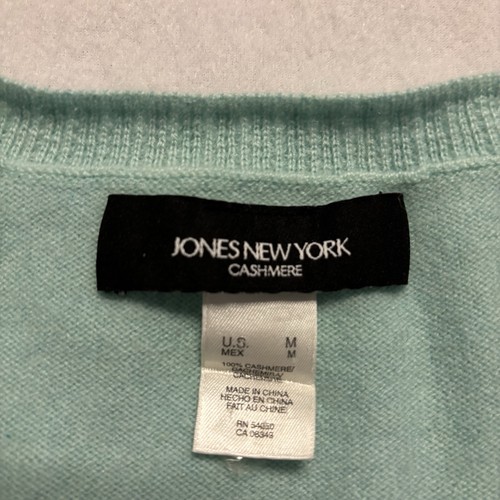 JONES NEW YORK
CASHMERE
U.S. M
MEX M
100% CASHMERE/
MADE IN CHINA
HECHO EN CHINA
FAIT AU CHINE
RN
CA 06349